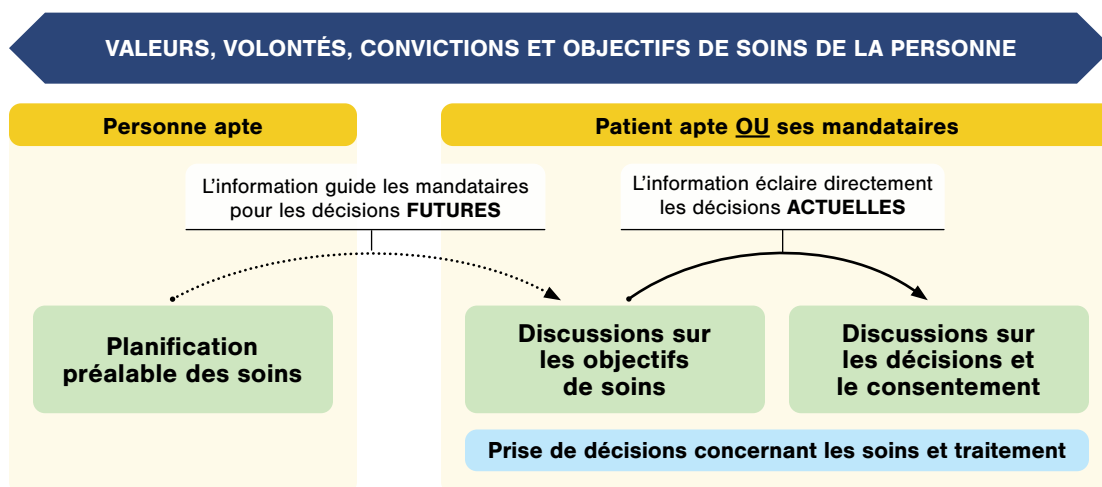 VALEURS, VOLONTÉS, CONVICTIONS ET OBJECTIFS DE SOINS DE LA PERSONNE
Personne apte
Patient apte OU ses mandataires
L'information guide les mandataires
pour les décisions FUTURES
L'information éclaire directement
les décisions ACTUELLES
Planification
préalable des soins
Discussions sur
les objectifs
de soins
Discussions sur
les décisions et
le consentement
Prise de décisions concernant les soins et traitement